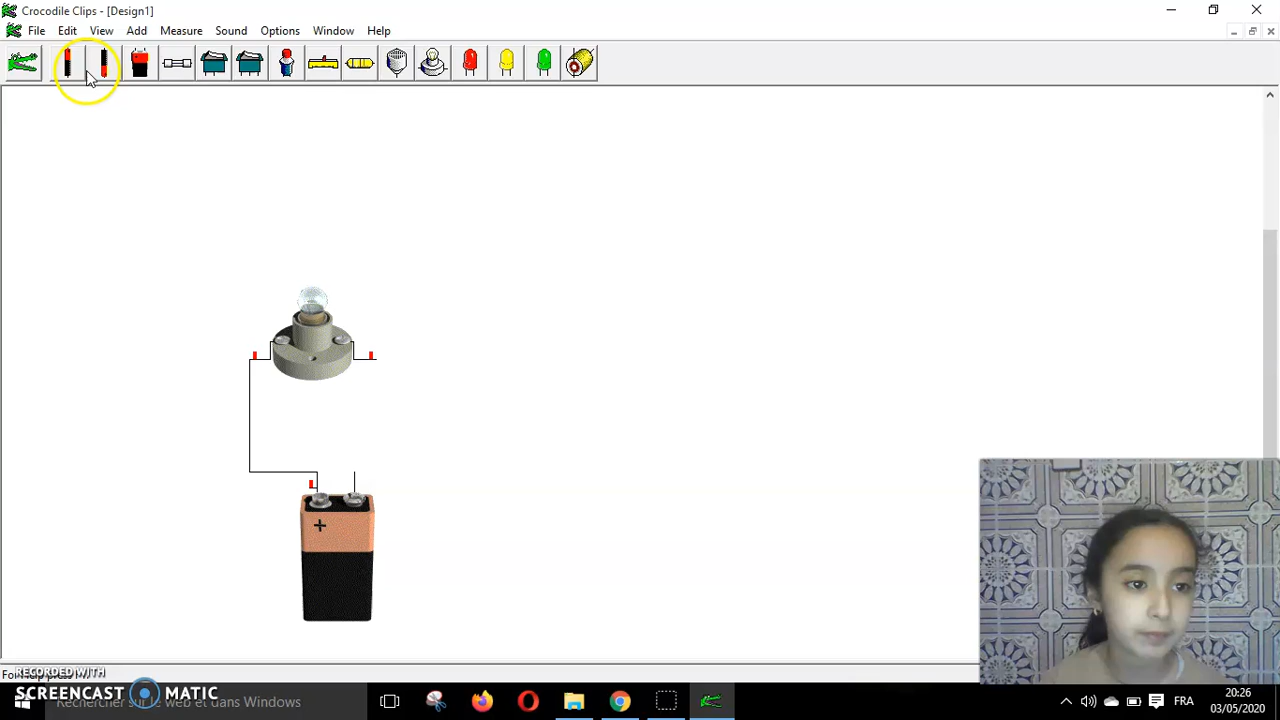 Crocodile Clips - [Design1]
File Edit View Add Measure Sound Options Window Help
+
RECORDED WITH
SCREENCAST MATIC
Rechercher sur le web et dans Windows
FR
20:26
03/05/2020